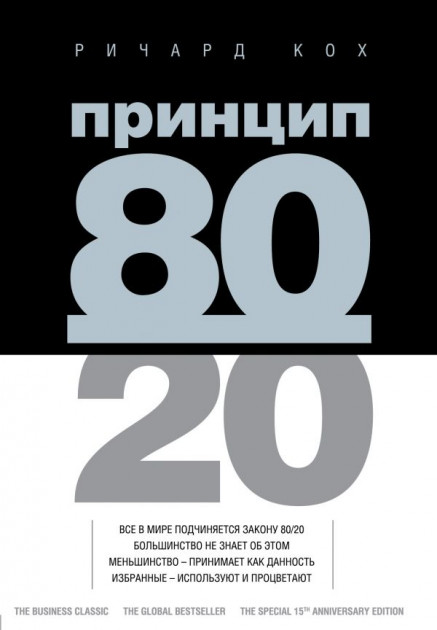 РИЧАРД КОХ
принцип
80
20
ВСЕ В МИРЕ ПОДЧИНЯЕТСЯ ЗАКОНУ 80/20
БОЛЬШИНСТВО НЕ ЗНАЕТ ОБ ЭТОМ
МЕНЬШИНСТВО – ПРИНИМАЕТ КАК ДАННОСТЬ
ИЗБРАННЫЕ – ИСПОЛЬЗУЮТ И ПРОЦВЕТАЮТ
THE BUSINESS CLASSIC THE GLOBAL BESTSELLER THE SPECIAL 15TH ANNIVERSARY EDITION